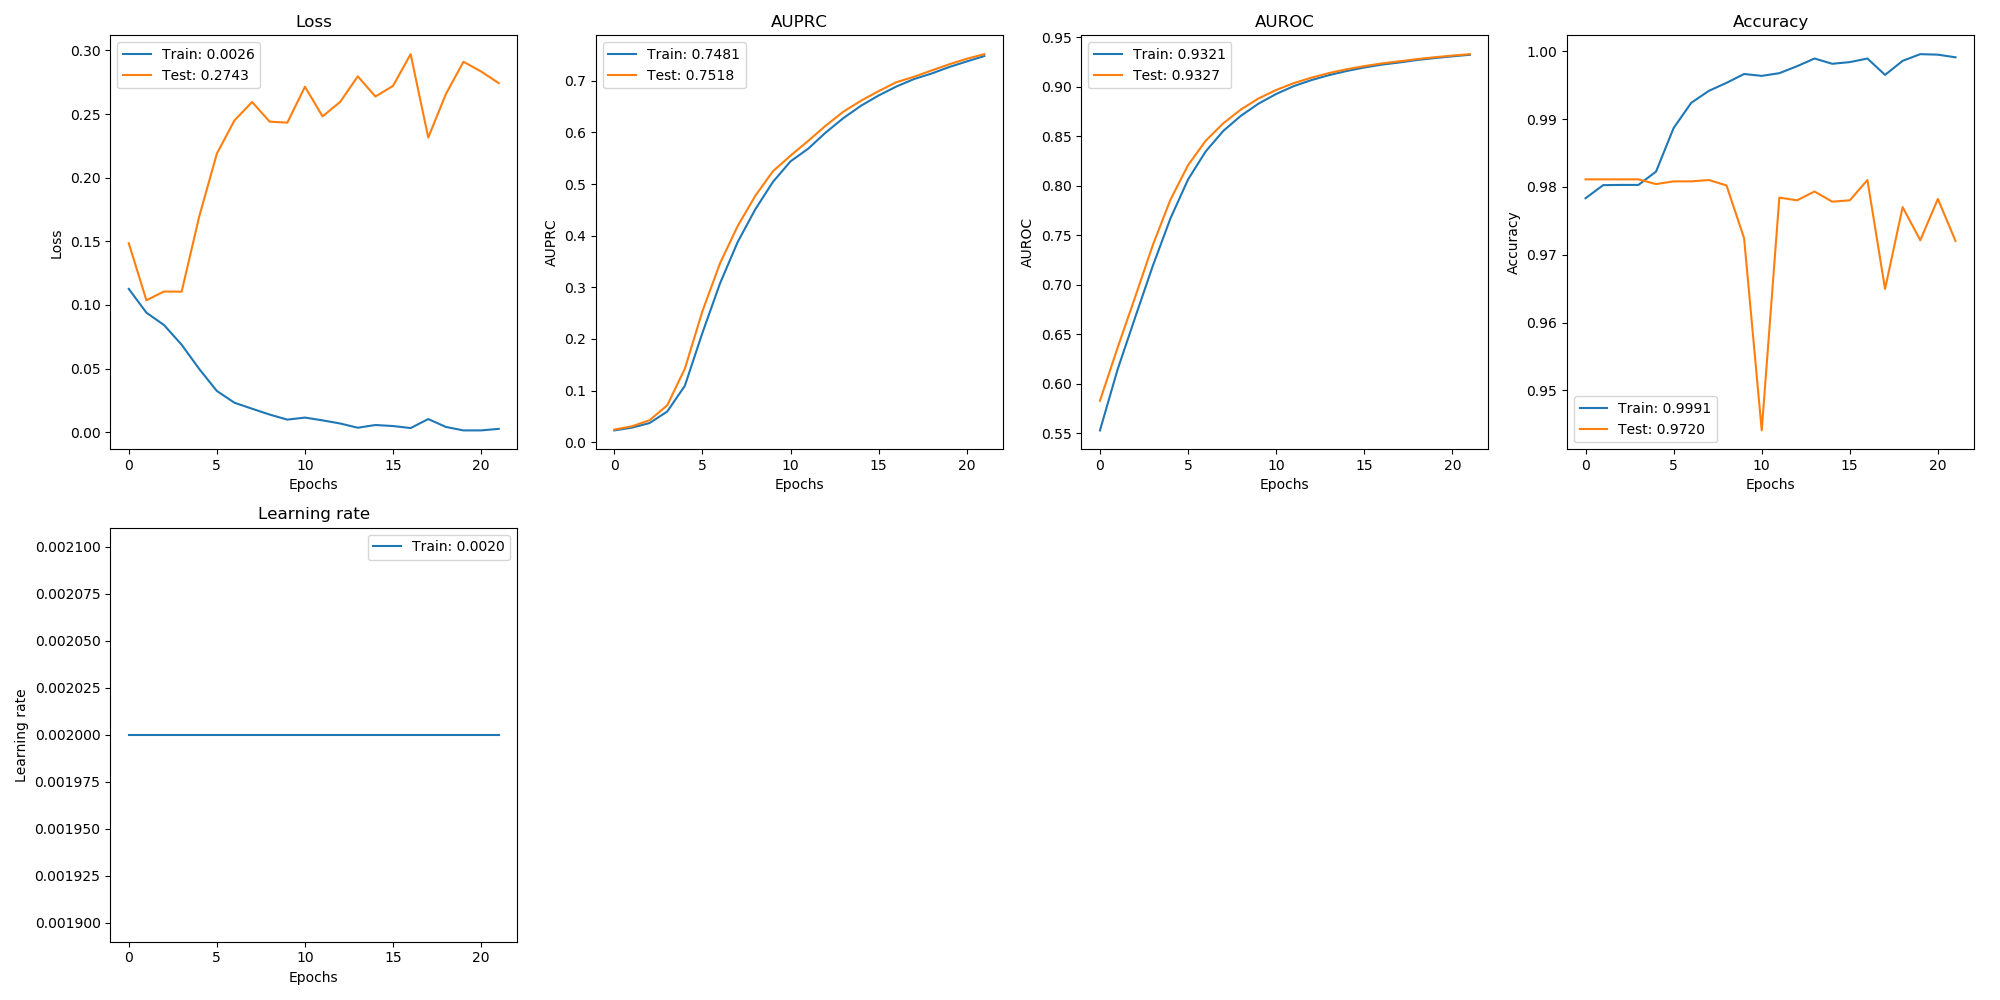 Loss
Train: 0.0026
Test: 0.2743
0.30
0.25
0.20
0.15
0.10
0.05
0.00
Loss
0 5 10 15 20
Epochs
AUPRC
Train: 0.7481
Test: 0.7518
0.7
0.6
0.5
0.4
0.3
0.2
0.1
0.0
AUPRC
0 5 10 15 20
Epochs
AUROC
Train: 0.9321
Test: 0.9327
0.95
0.90
0.85
0.80
0.75
0.70
0.65
0.60
0.55
AUROC
0 5 10 15 20
Epochs
Accuracy
1.00
0.99
0.98
0.97
0.96
0.95
Accuracy
Train: 0.9991
Test: 0.9720
0 5 10 15 20
Epochs
Learning rate
Train: 0.0020
0.002100
0.002075
0.002050
0.002025
0.002000
0.001975
0.001950
0.001925
0.001900
Learning rate
0 5 10 15 20
Epochs